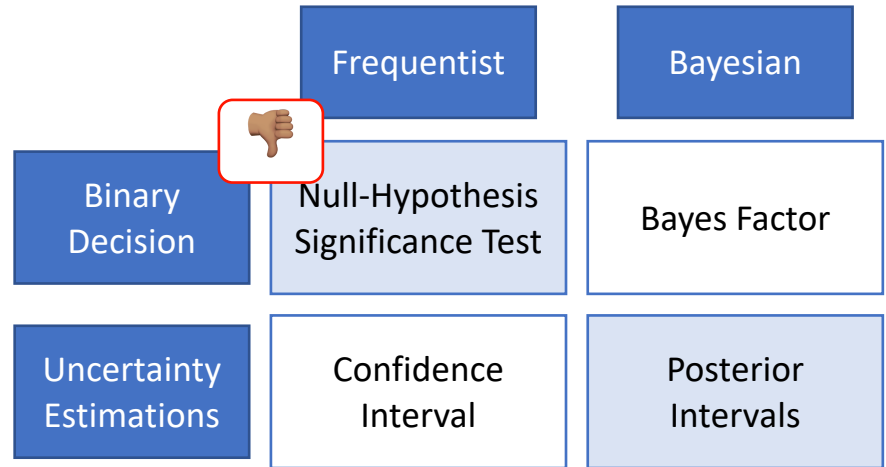 Frequentist
Bayesian
Binary
Decision
Null-Hypothesis
Significance Test
Bayes Factor
Uncertainty
Estimations
Confidence
Interval
Posterior
Intervals